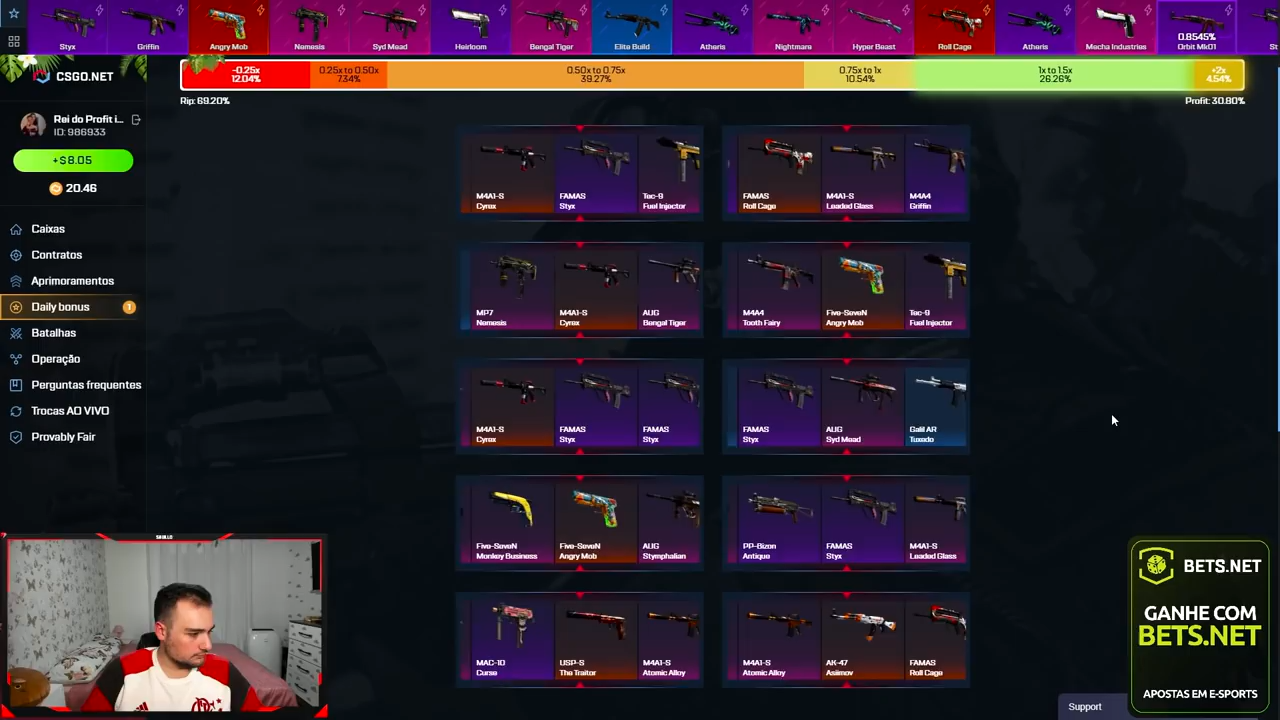 Styx
Griffin
Angry Mob
Nemesis
Syd Mead
Heirloom
Bengal Tiger
Elite Build
Atheris
Nightmare
Hyper Beast
Roll Cage
Atheris
Mecha Industries
0.8545%
Orbit Mk01
St
CSGO.NET
-0.25x
12.04%
0.25x to 0.50x
7.34%
0.50x to 0.75x
39.27%
0.75x to 1x
10.54%
1x to 1.5x
26.26%
+2x
4.54%
Rip: 69.20%
Profit: 30.80%
Rei do Profit i...
ID: 986933
+$8.05
20.46
Caixas
Contratos
Aprimoramentos
Daily bonus
1
Batalhas
Operação
Perguntas frequentes
Trocas AO VIVO
Provably Fair
M4A1-S
Cyrex
FAMAS
Styx
Tec-9
Fuel Injector
FAMAS
Roll Cage
M4A1-S
Leaded Glass
M4A4
Griffin
MP7
Nemesis
M4A1-S
Cyrex
AUG
Bengal Tiger
M4A4
Tooth Fairy
Five-SeveN
Angry Mob
Tec-9
Fuel Injector
M4A1-S
Cyrex
FAMAS
Styx
FAMAS
Styx
FAMAS
Styx
AUG
Syd Mead
Galil AR
Tuxedo
Five-SeveN
Monkey Business
Five-SeveN
Angry Mob
AUG
Stymphalian
PP-Bizon
Antique
FAMAS
Styx
M4A1-S
Leaded Glass
MAC-10
Curse
USP-S
The Traitor
M4A1-S
Atomic Alloy
M4A1-S
Atomic Alloy
AK-47
Asimov
FAMAS
Roll Cage
BETS.NET
GANHE COM
BETS.NET
APOSTAS EM E-SPORTS
Support